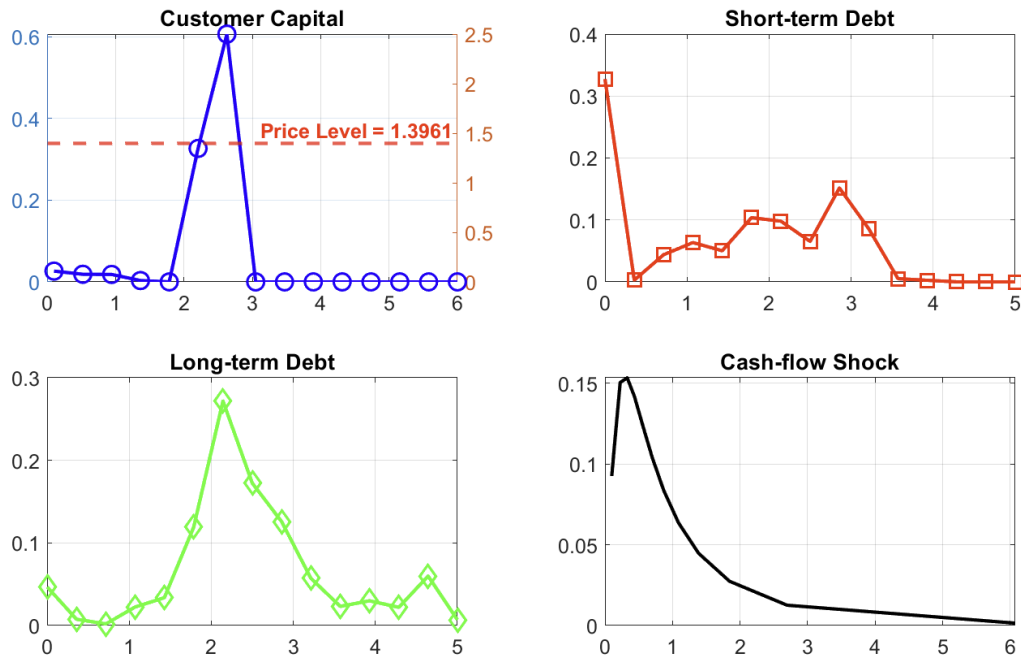 Customer Capital
0.6
0.4
0.2
0
2.5
2
1.5
1
0.5
0
Price Level = 1.3961
0 1 2 3 4 5 6
Short-term Debt
0.4
0.3
0.2
0.1
0
0 1 2 3 4 5
Long-term Debt
0.3
0.2
0.1
0
0 1 2 3 4 5
Cash-flow Shock
0.15
0.1
0.05
0
0 1 2 3 4 5 6